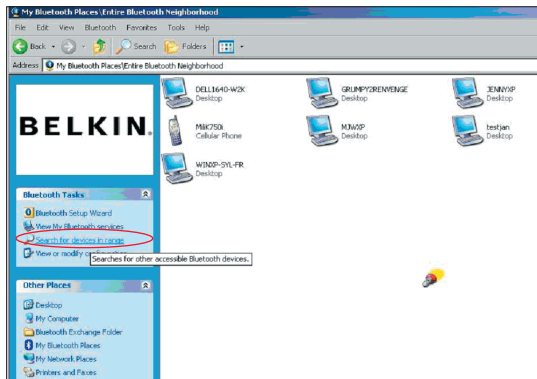 My Bluetooth Places\Entire Bluetooth Neighborhood
File Edit View Bluetooth Favorites Tools Help
Back Search Folders
Address My Bluetooth Places\Entire Bluetooth Neighborhood
BELKIN.
DELL1640-W2K
Desktop
GRUMPY2RENVENGE
Desktop
JENNYXP
Desktop
MiiK750i
Cellular Phone
MJWXP
Desktop
testjan
Desktop
WINXP-SYL-FR
Desktop
Bluetooth Tasks
Bluetooth Setup Wizard
View My Bluetooth services
Search for devices in range
View or modify
Searches for other accessible Bluetooth devices.
Other Places
Desktop
My Computer
Bluetooth Exchange Folder
My Bluetooth Places
My Network Places
Printers and Faxes